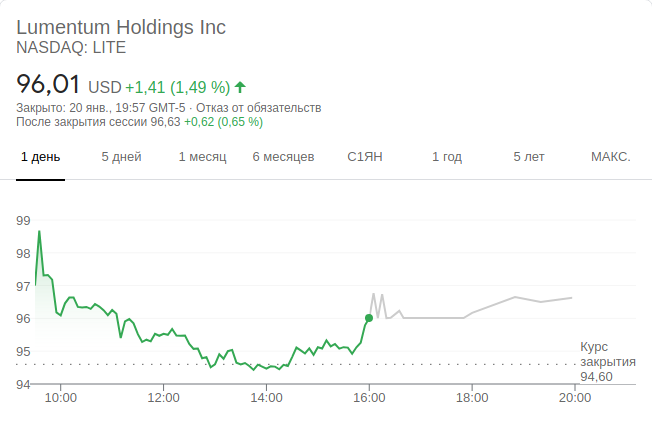 Lumentum Holdings Inc
NASDAQ: LITE
96,01 USD +1,41 (1,49 %)
Закрыто: 20 янв., 19:57 GMT-5 · Отказ от обязательств
После закрытия сессии 96,63 +0,62 (0,65 %)
1 день 5 дней 1 месяц 6 месяцев С1ЯН 1 год 5 лет МАКС.
99
98
97
96
95
94
Курс
закрытия
94,60
10:00 12:00 14:00 16:00 18:00 20:00